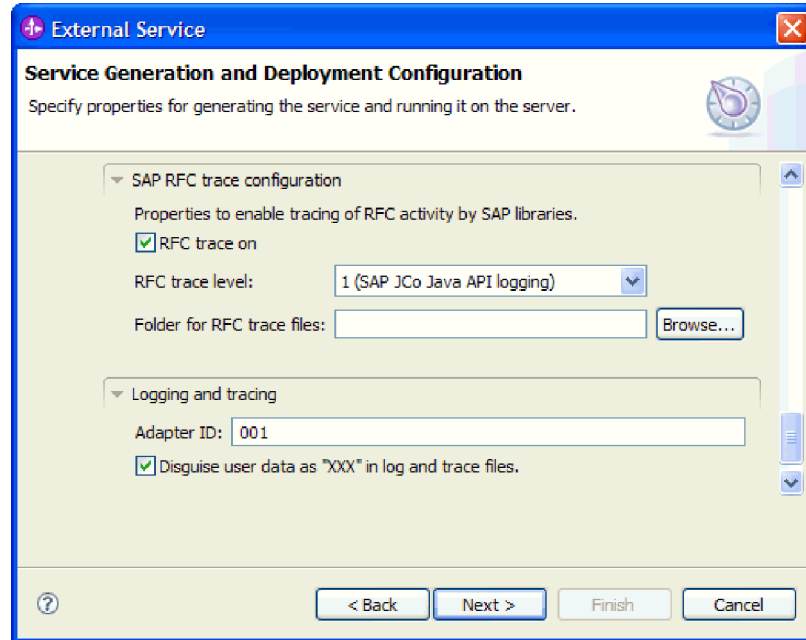 External Service
Service Generation and Deployment Configuration
Specify properties for generating the service and running it on the server.
SAP RFC trace configuration
Properties to enable tracing of RFC activity by SAP libraries.
RFC trace on
RFC trace level: 1 (SAP JCo Java API logging)
Folder for RFC trace files: Browse...
Logging and tracing
Adapter ID: 001
Disguise user data as "XXX" in log and trace files.
? < Back Next > Finish Cancel